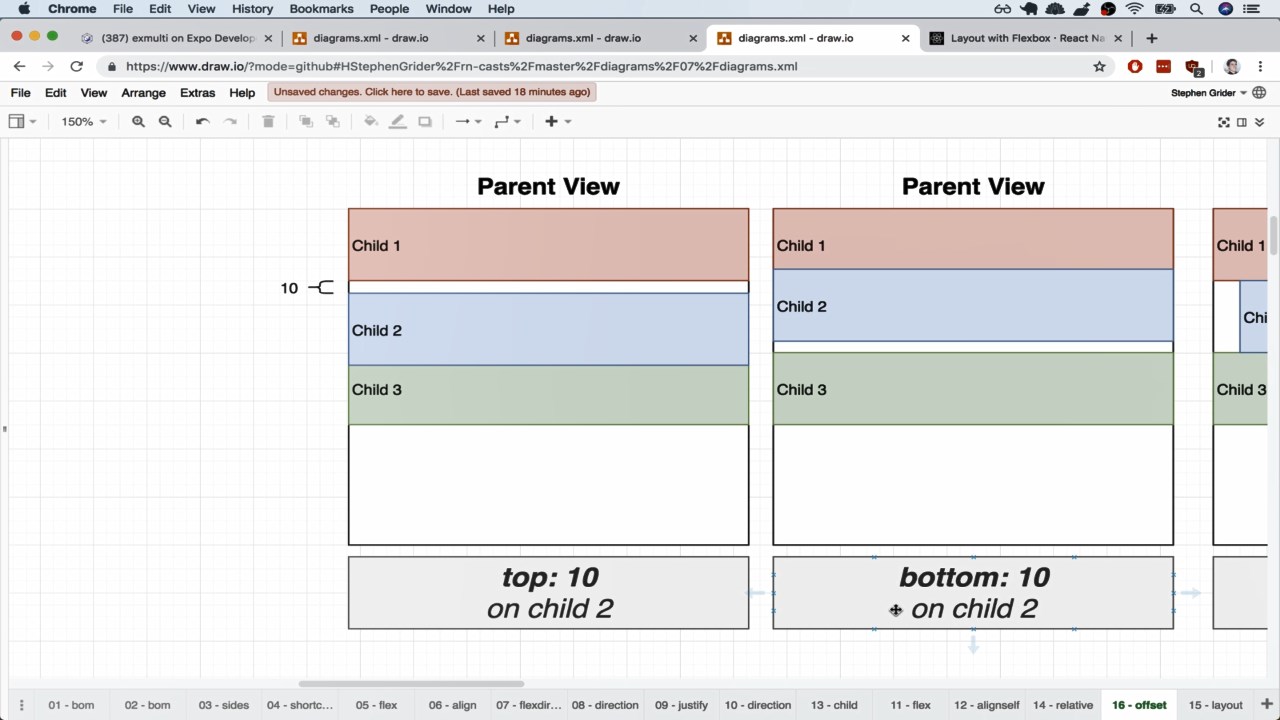 Chrome File Edit View History Bookmarks People Window Help
(387) exmulti on Expo Develop
diagrams.xml - draw.io
diagrams.xml - draw.io
diagrams.xml - draw.io
Layout with Flexbox · React Na
https://www.draw.io/?mode=github#HStephenGrider%2Frn-casts%2Fmaster%2Fdiagrams%2F07%2Fdiagrams.xml
2
File Edit View Arrange Extras Help Unsaved changes. Click here to save. (Last saved 18 minutes ago) Stephen Grider
150%
Parent View
Child 1
10
Child 2
Child 3
top: 10
on child 2
Parent View
Child 1
Child 2
Child 3
bottom: 10
on child 2
Child 1
Chi
Child 3
01 - bom 02 - bom 03 - sides 04 - shortc... 05 - flex 06 - align 07 - flexdir... 08 - direction 09 - justify 10 - direction 13 - child 11 - flex 12 - alignself 14 - relative 16 - offset 15 - layout